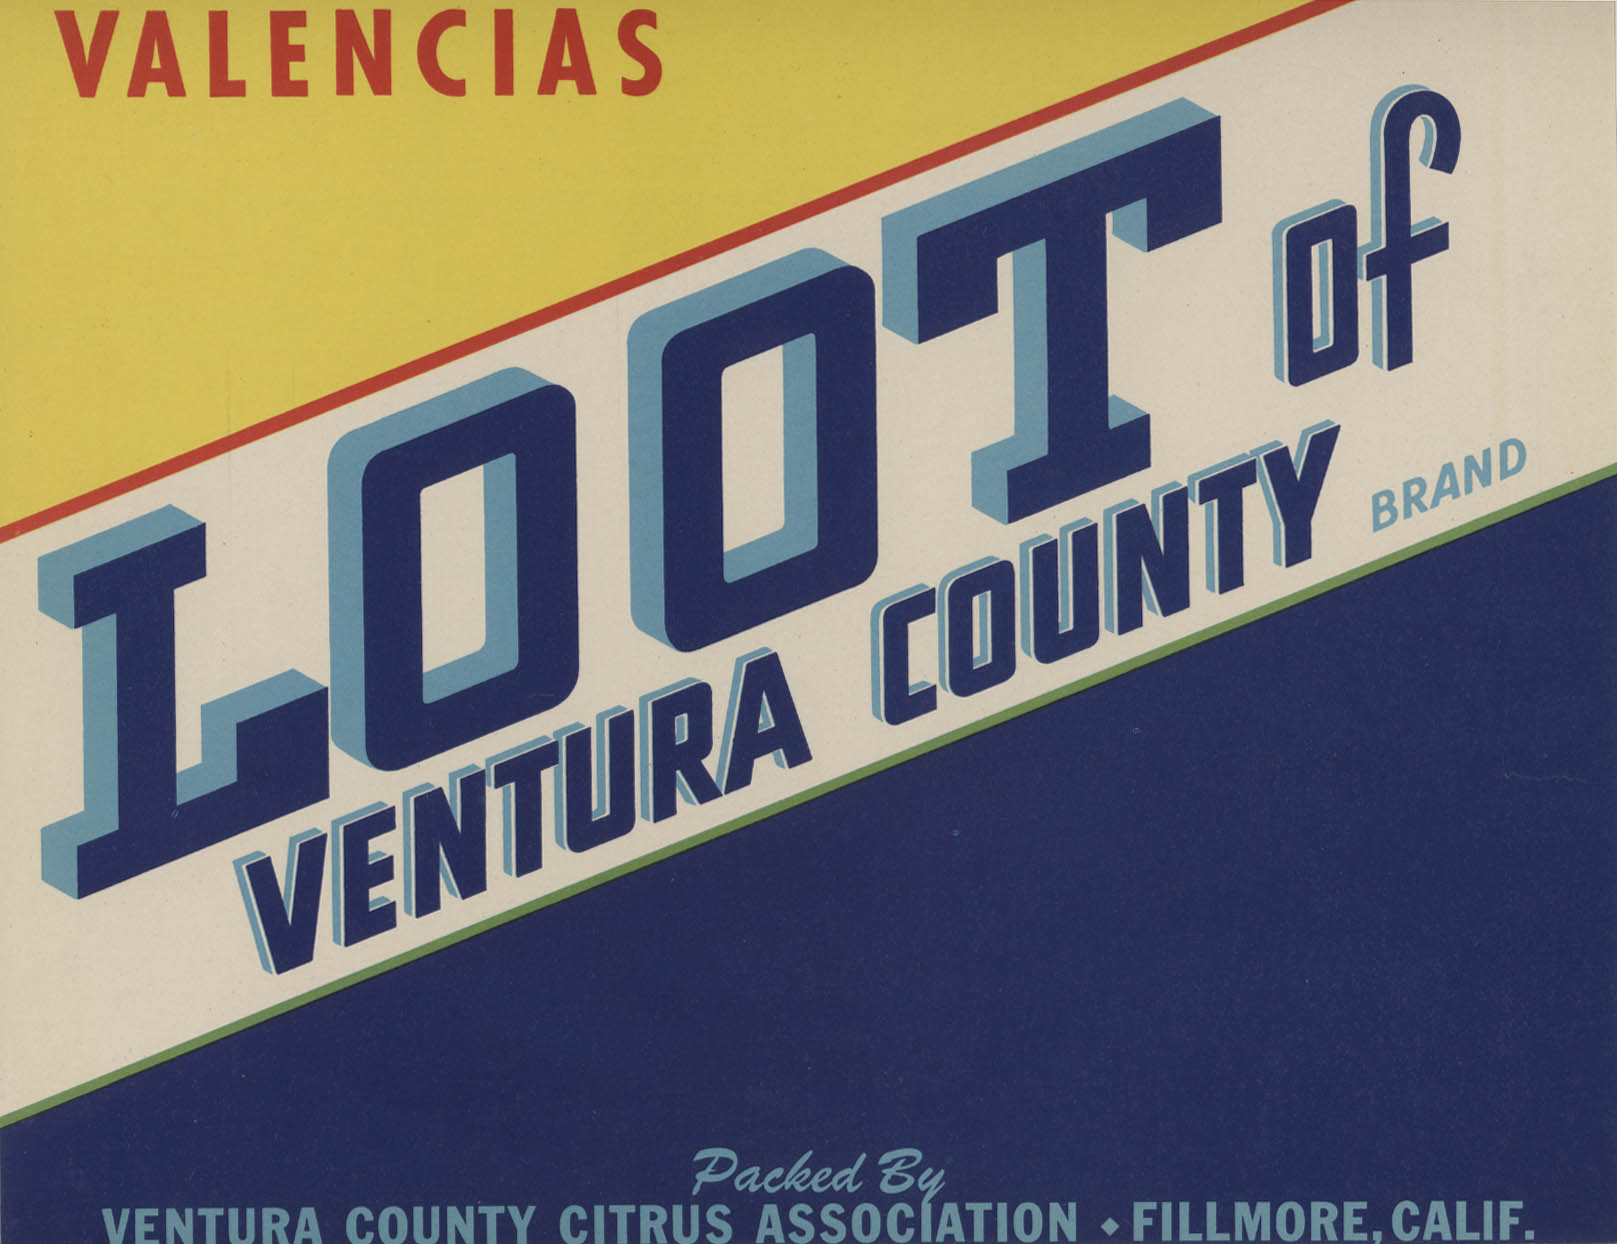 VALENCIAS
LOOT of
VENTURA COUNTY BRAND
Packed By
VENTURA COUNTY CITRUS ASSOCIATION ◆ FILLMORE, CALIF.